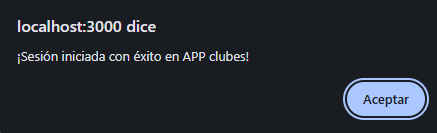 localhost:3000 dice
¡Sesión iniciada con éxito en APP clubes!
Aceptar